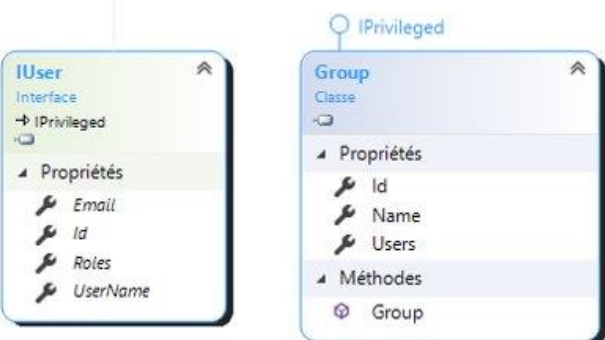 IUser
Interface
IPrivileged
Propriétés
Email
Id
Roles
UserName
IPrivileged
Group
Classe
Propriétés
Id
Name
Users
Méthodes
Group